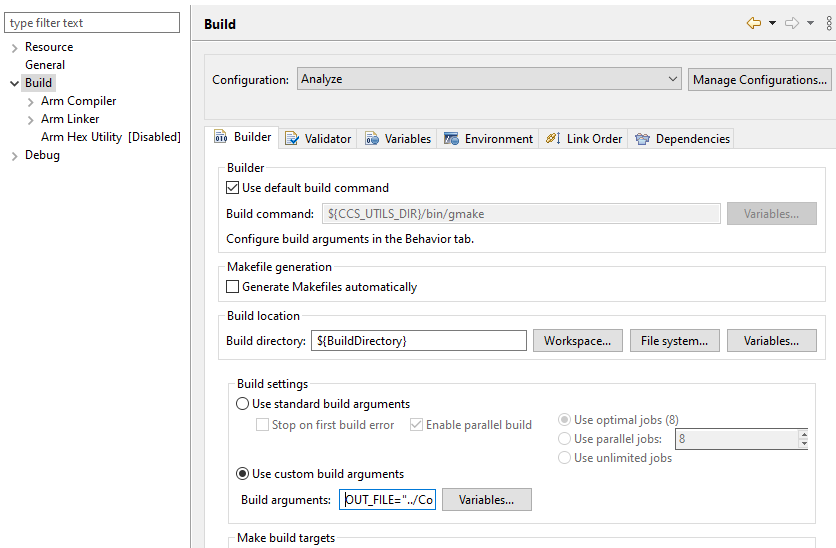 type filter text
Resource
General
Build
Arm Compiler
Arm Linker
Arm Hex Utility [Disabled]
Debug
Build
Configuration: Analyze Manage Configurations...
Builder Validator Variables Environment Link Order Dependencies
Builder
Use default build command
Build command: ${CCS_UTILS_DIR}/bin/gmake Variables...
Configure build arguments in the Behavior tab.
Makefile generation
Generate Makefiles automatically
Build location
Build directory: ${BuildDirectory} Workspace... File system... Variables...
Build settings
Use standard build arguments
Stop on first build error Enable parallel build
Use optimal jobs (8)
Use parallel jobs: 8
Use unlimited jobs
Use custom build arguments
Build arguments: OUT_FILE="../Co Variables...
Make build targets